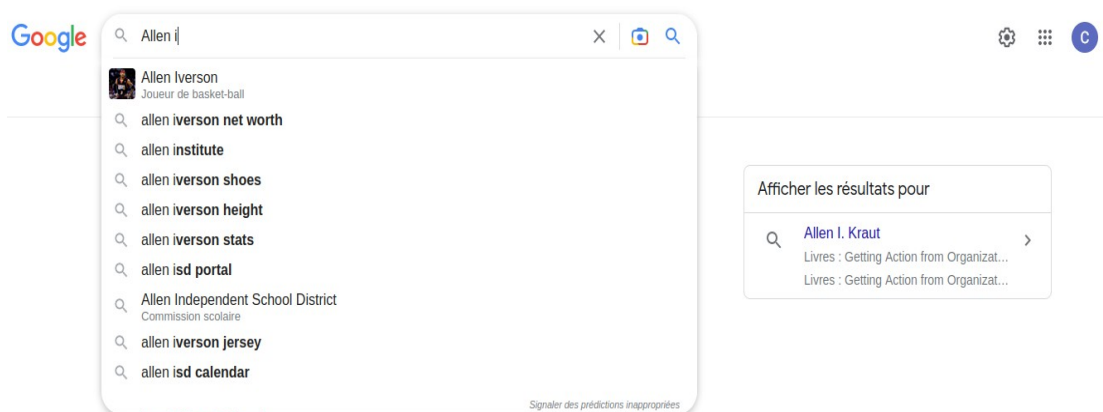 Google
Allen i
Allen Iverson
Joueur de basket-ball
allen iverson net worth
allen institute
allen iverson shoes
allen iverson height
allen iverson stats
allen isd portal
Allen Independent School District
Commission scolaire
allen iverson jersey
allen isd calendar
Signaler des prédictions inappropriées
C
Afficher les résultats pour
Allen I. Kraut
Livres : Getting Action from Organizat…
Livres : Getting Action from Organizat…